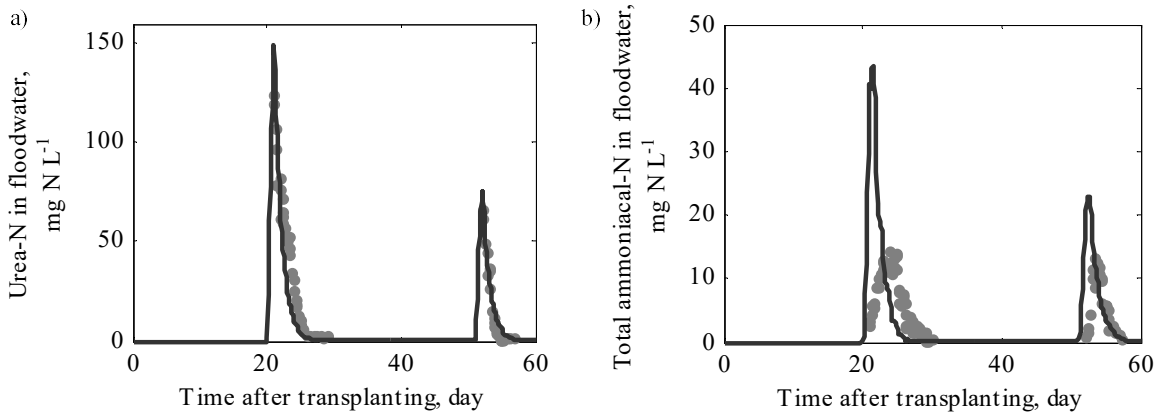 a)
Urea-N in floodwater,
mg N L-1
150
100
50
0
0 20 40 60
Time after transplanting, day
b)
Total ammoniacal-N in floodwater,
mg N L-1
50
40
30
20
10
0
0 20 40 60
Time after transplanting, day